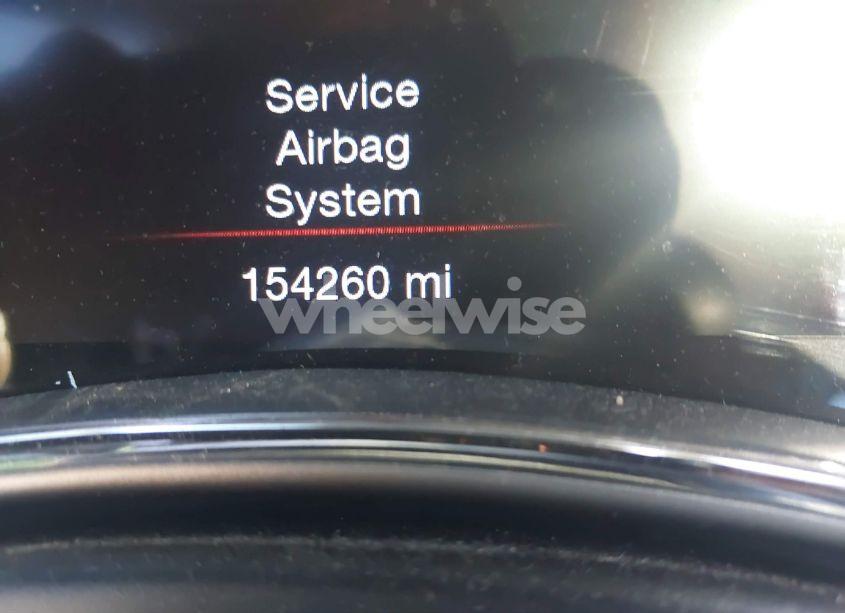 Service
Airbag
System
154260 mi
wheelwise